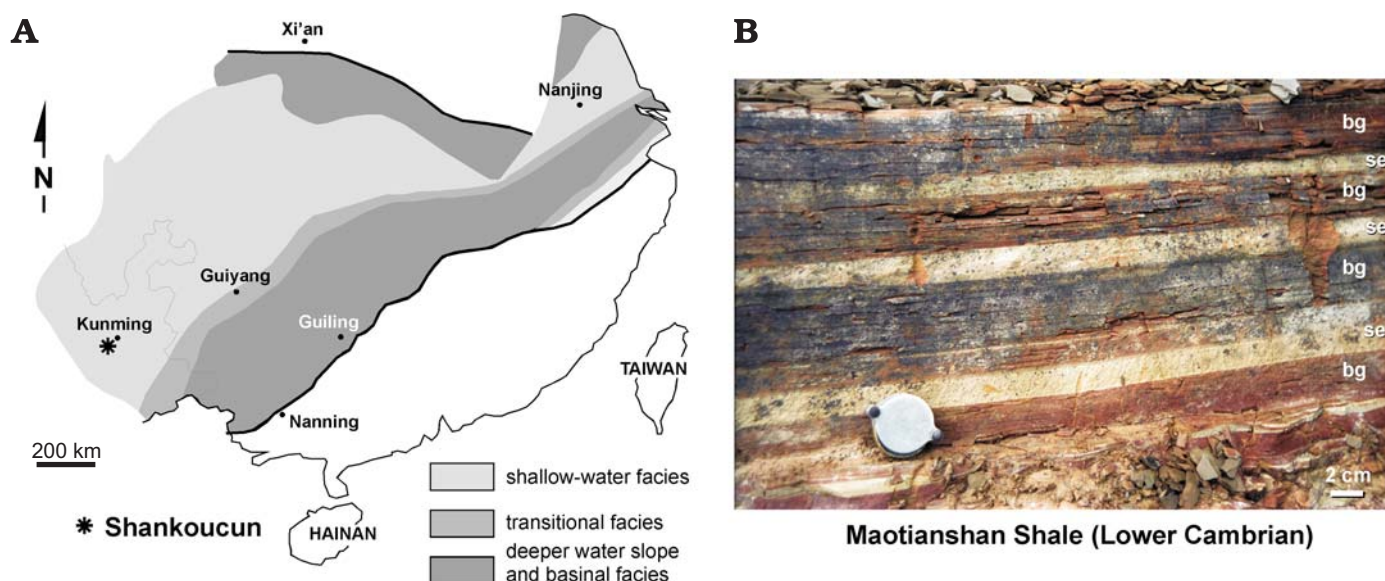 A
Xi'an
Nanjing
N
Guiyang
Kunming
Guiling
TAIWAN
Nanning
200 km
shallow-water facies
Shankoucun
HAINAN
transitional facies
deeper water slope
and basinal facies
B
bg
se
bg
se
bg
se
bg
2 cm
Maotianshan Shale (Lower Cambrian)